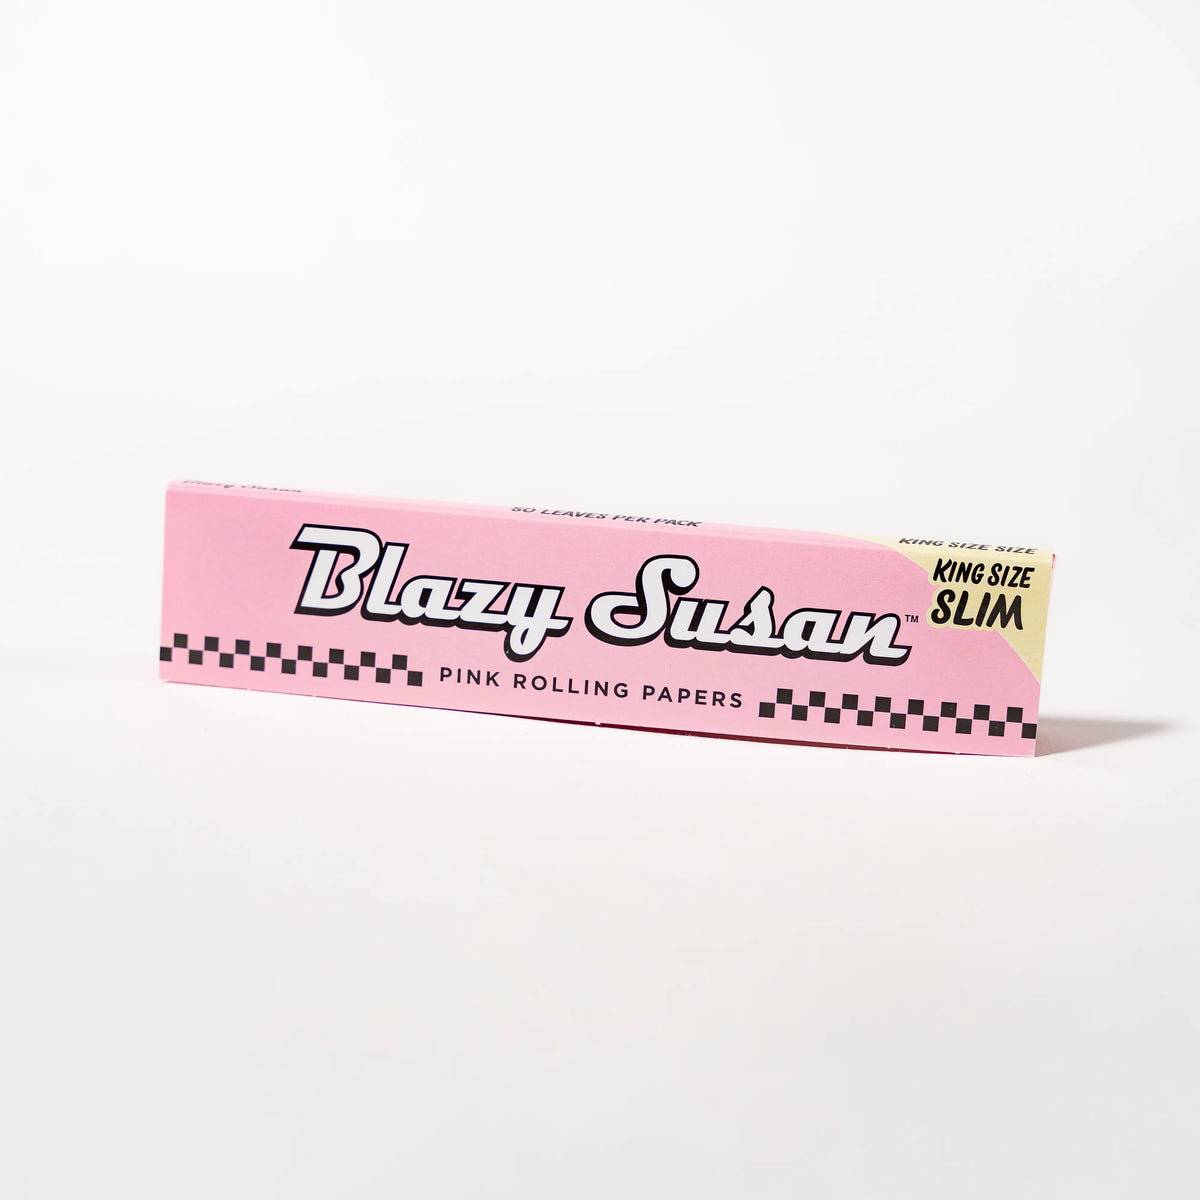 Blazy Susan
50 LEAVES PER PACK
KING SIZE SIZE
KING SIZE
SLIM
Blazy Susan™
PINK ROLLING PAPERS